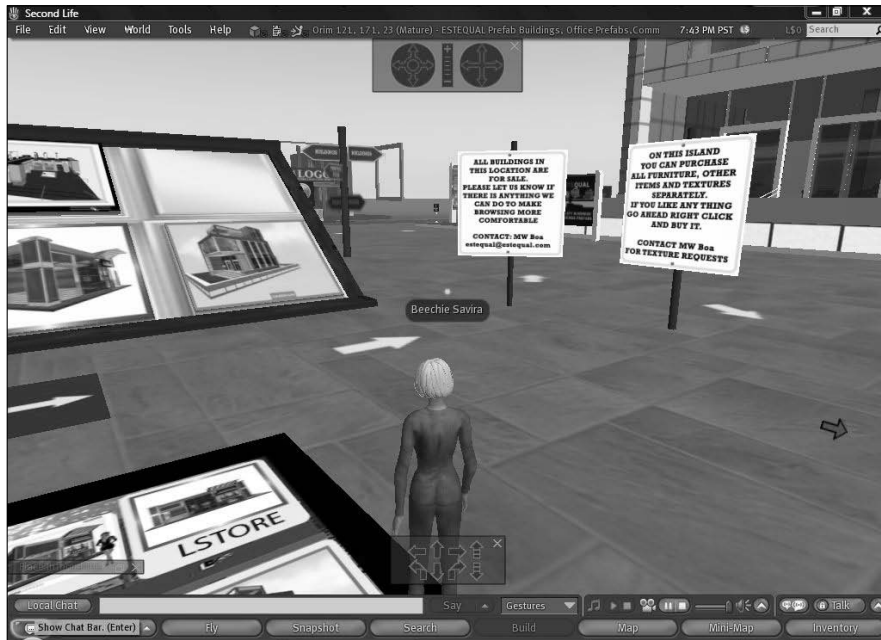 Second Life
File Edit View World Tools Help Orim 121, 171, 23 (Mature) - ESTEQUAL Prefab Buildings, Office Prefabs,Comm 7:43 PM PST L$0 Search
ALL BUILDINGS IN
THIS LOCATION ARE
FOR SALE.
PLEASE LET US KNOW IF
THERE IS ANYTHING WE
CAN DO TO MAKE
BROWSING MORE
COMFORTABLE
CONTACT: MW Boa
estequal@estequal.com
ON THIS ISLAND
YOU CAN PURCHASE
ALL FURNITURE, OTHER
ITEMS AND TEXTURES
SEPARATELY.
IF YOU LIKE ANY THING
GO AHEAD RIGHT CLICK
AND BUY IT.
CONTACT MW Boa
FOR TEXTURE REQUESTS
LOGO
Beechie Savira
LSTORE
Local Chat Say Gestures Talk
Show Chat Bar. (Enter) Fly Snapshot Search Build Map Mini-Map Inventory